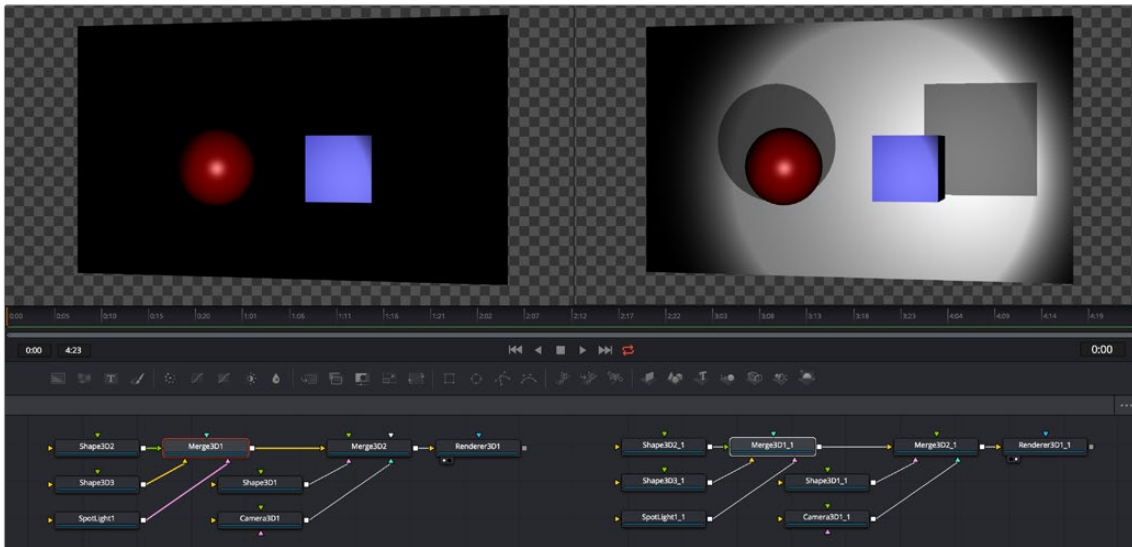 0:00 0:05 0:10 0:15 0:20 1:01 1:06 1:11 1:16 1:21 2:02 2:07 2:12 2:17 2:22 3:03 3:08 3:13 3:18 3:23 4:04 4:09 4:14 4:19
0:00 4:23 0:00
T T
Shape3D2 Merge3D1 Merge3D2 Renderer3D1 Shape3D2_1 Merge3D1_1 Merge3D2_1 Renderer3D1_1
Shape3D3 Shape3D1 Shape3D3_1 Shape3D1_1
SpotLight1 Camera3D1 SpotLight1_1 Camera3D1_1